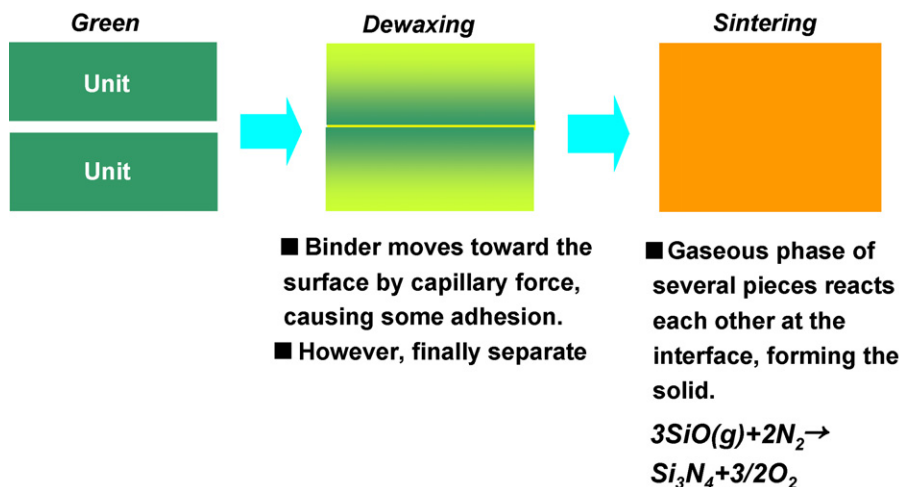 Green
Dewaxing
Sintering
Unit
Unit
■ Binder moves toward the
surface by capillary force,
causing some adhesion.
■ However, finally separate
■ Gaseous phase of
several pieces reacts
each other at the
interface, forming the
solid.
3SiO(g)+2N₂→
Si₃N₄+3/2O₂